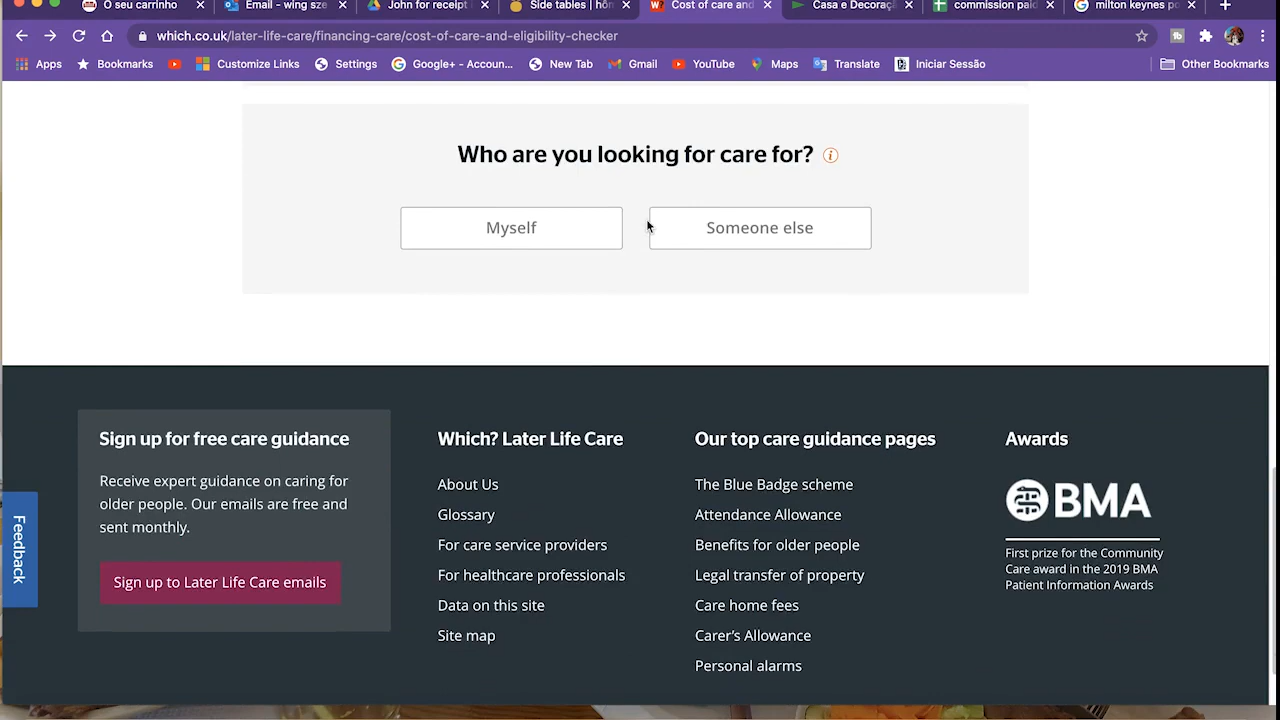 O seu carrinho
Email - wing sze
John for receipt
Side tables | hôm
Cost of care and
Casa e Decoraçã
commission paid
milton keynes po
which.co.uk/later-life-care/financing-care/cost-of-care-and-eligibility-checker
Apps
Bookmarks
Customize Links
Settings
Google+ - Accoun...
New Tab
Gmail
YouTube
Maps
Translate
Iniciar Sessão
Other Bookmarks
Who are you looking for care for?
Myself
Someone else
Sign up for free care guidance
Receive expert guidance on caring for
older people. Our emails are free and
sent monthly.
Sign up to Later Life Care emails
Feedback
Which? Later Life Care
About Us
Glossary
For care service providers
For healthcare professionals
Data on this site
Site map
Our top care guidance pages
The Blue Badge scheme
Attendance Allowance
Benefits for older people
Legal transfer of property
Care home fees
Carer's Allowance
Personal alarms
Awards
BMA
First prize for the Community
Care award in the 2019 BMA
Patient Information Awards